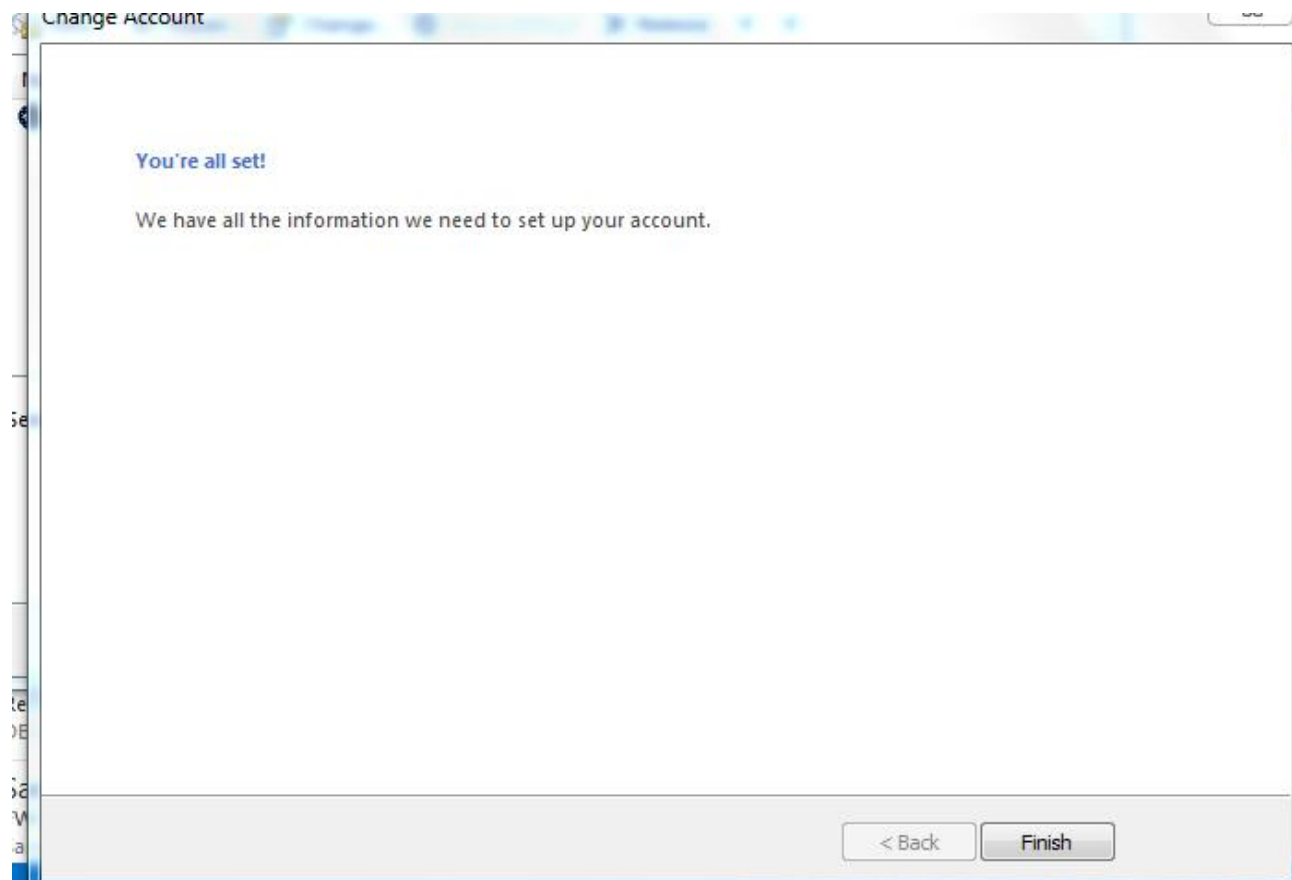 Change Account
You're all set!
We have all the information we need to set up your account.
< Back
Finish